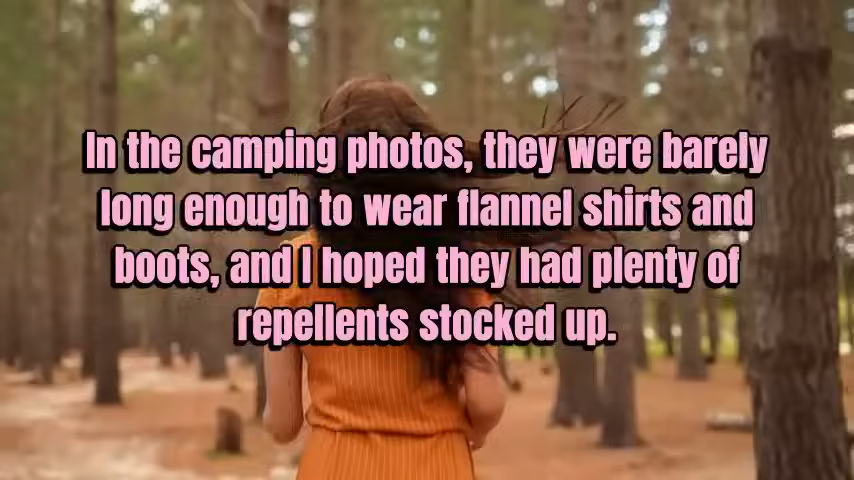 In the camping photos, they were barely
long enough to wear flannel shirts and
boots, and I hoped they had plenty of
repellents stocked up.